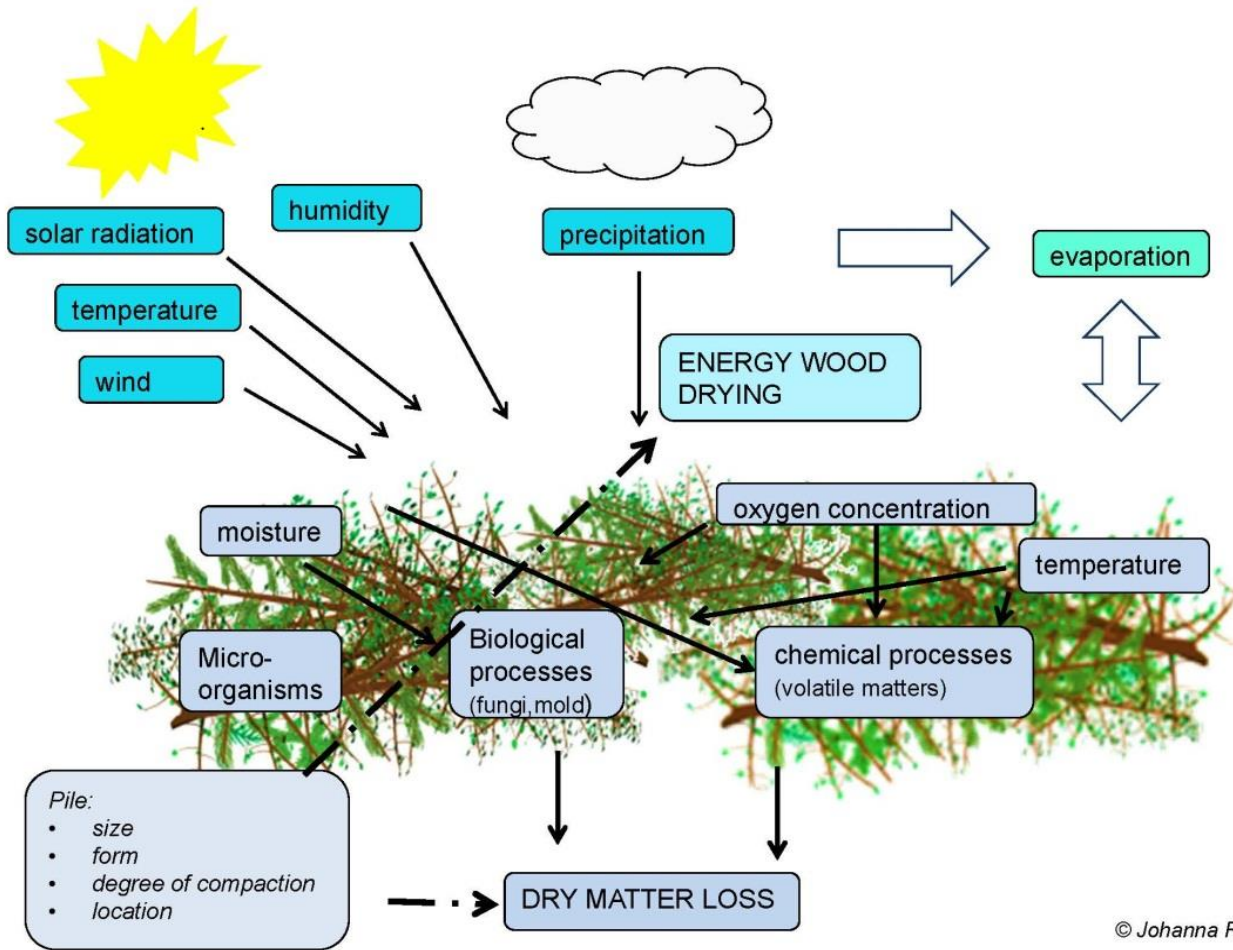 solar radiation
humidity
precipitation
evaporation
temperature
wind
ENERGY WOOD
DRYING
moisture
oxygen concentration
temperature
Micro-
organisms
Biological
processes
(fungi,mold)
chemical processes
(volatile matters)
Pile:
• size
• form
• degree of compaction
• location
DRY MATTER LOSS
© Johanna